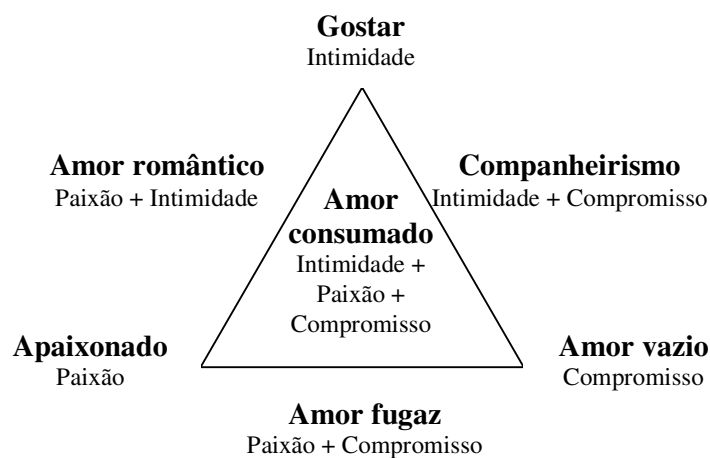 Gostar
Intimidade
Amor romântico
Paixão + Intimidade
Companheirismo
Intimidade + Compromisso
Amor
consumado
Intimidade +
Paixão +
Compromisso
Apaixonado
Paixão
Amor vazio
Compromisso
Amor fugaz
Paixão + Compromisso